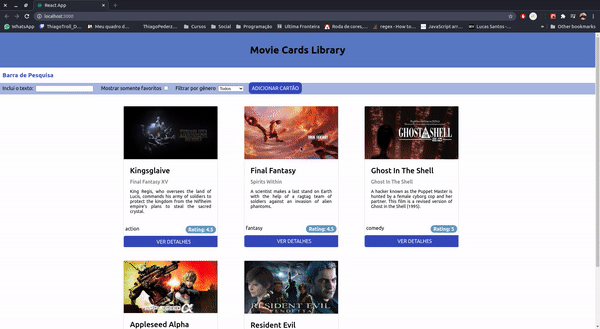 React App
localhost:3000
WhatsApp
ThiagoTroll_D...
Meu quadro d...
ThiagoPederz...
Cursos
Social
Programação
Ultima Fronteira
Roda de cores,...
regex - How to...
JavaScript arr...
Lucas Santos -...
Other bookmarks
Movie Cards Library
Barra de Pesquisa
Inclui o texto:
Mostrar somente favoritos
Filtrar por gênero
Todos
ADICIONAR CARTÃO
GHOST IN THE SHELL
Kingsglaive
Final Fantasy XV
King Regis, who oversees the land of
Lucis, commands his army of soldiers to
protect the kingdom from the Niflheim
empire's plans to steal the sacred
crystal.
action
Rating: 4.5
VER DETALHES
Final Fantasy
Spirits Within
A scientist makes a last stand on Earth
with the help of a ragtag team of
soldiers against an invasion of alien
phantoms.
fantasy
Rating: 4.5
VER DETALHES
Ghost In The Shell
Ghost In The Shell
A hacker known as the Puppet Master is
hunted by a female cyborg cop and her
partner. This film is a revised version of
Ghost in the Shell (1995).
comedy
Rating: 5
VER DETALHES
APPLESEED α
Appleseed Alpha
RESIDENT EVIL
VENDETTA
Resident Evil